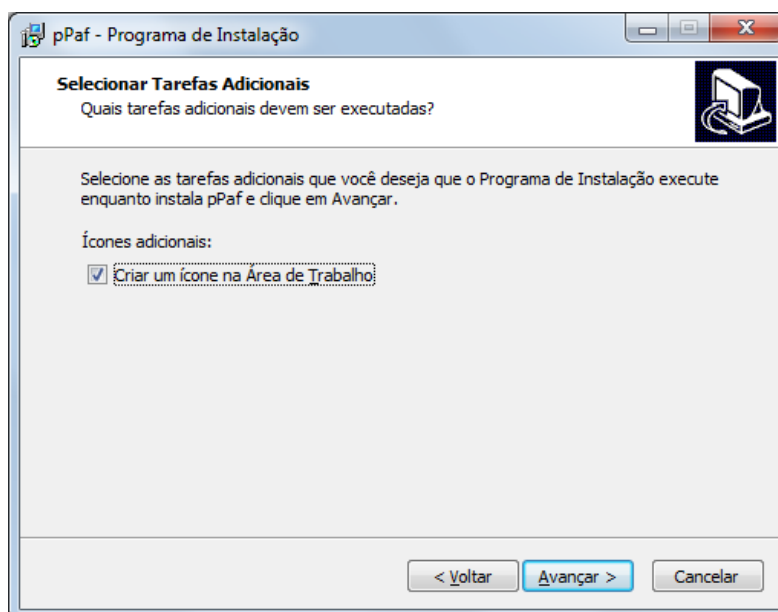 pPaf - Programa de Instalação
Selecionar Tarefas Adicionais
Quais tarefas adicionais devem ser executadas?
Selecione as tarefas adicionais que você deseja que o Programa de Instalação execute
enquanto instala pPaf e clique em Avançar.
Ícones adicionais:
Criar um ícone na Área de Trabalho
< Voltar Avançar > Cancelar